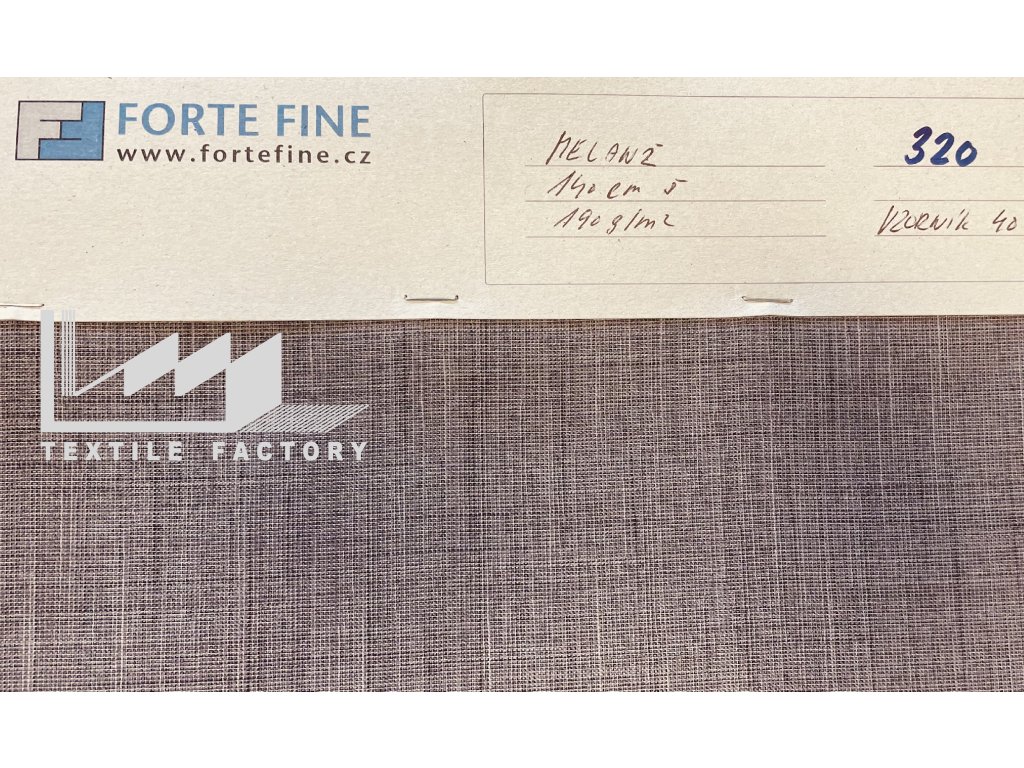 FORTE FINE
www.fortefine.cz
MELANŽ
140 cm š
190 g/m2
320
VZORNÍK 40
TEXTILE FACTORY